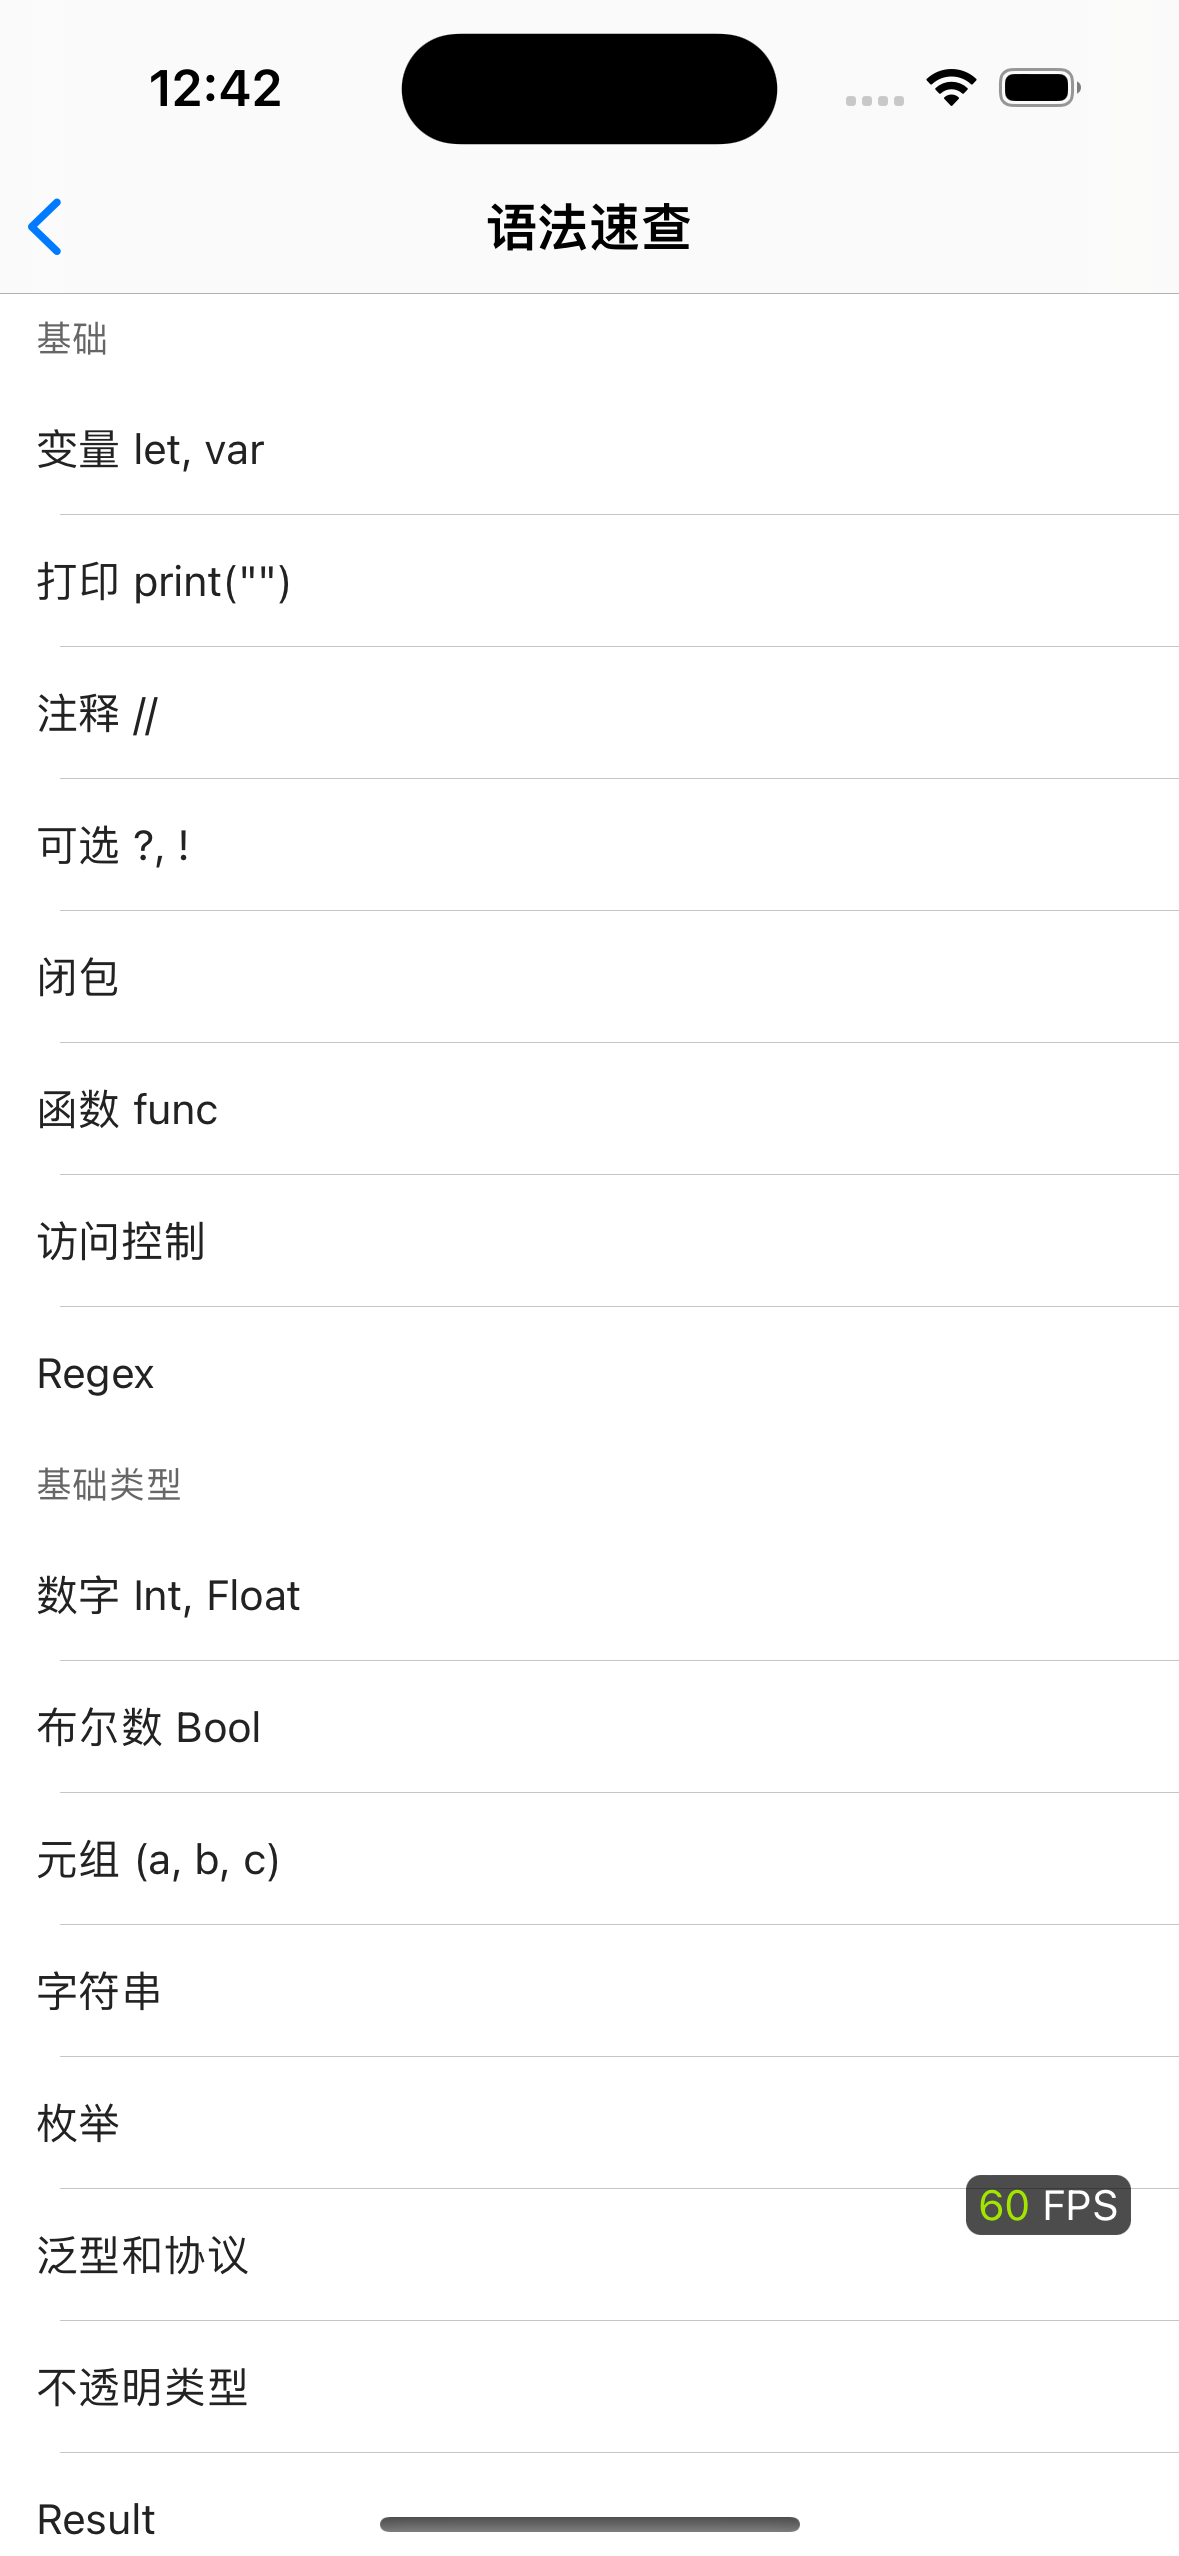 12:42
语法速查
基础
变量 let, var
打印 print("")
注释 //
可选 ?, !
闭包
函数 func
访问控制
Regex
基础类型
数字 Int, Float
布尔数 Bool
元组 (a, b, c)
字符串
枚举
60 FPS
泛型和协议
不透明类型
Result